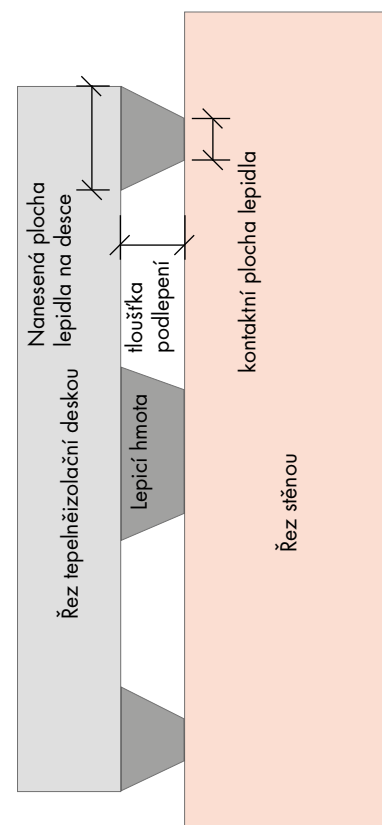 Nanesená plocha
lepidla na desce
Řez tepelněizolační deskou
tloušťka
podlepení
Lepicí hmota
kontaktní plocha lepidla
Řez stěnou